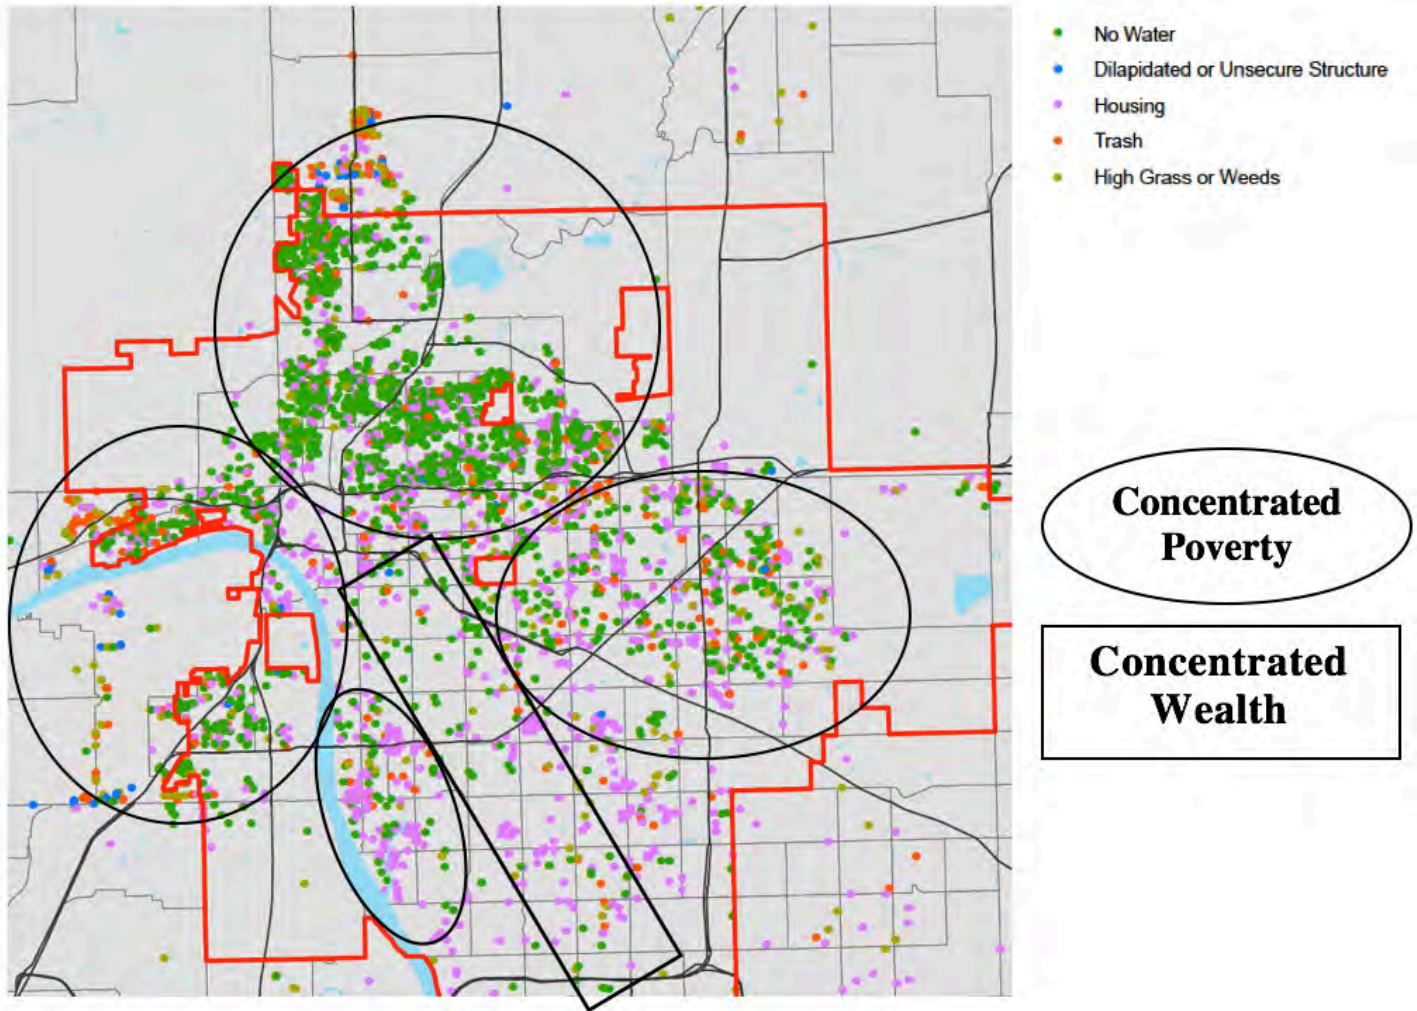 No Water
Dilapidated or Unsecure Structure
Housing
Trash
High Grass or Weeds
Concentrated
Poverty
Concentrated
Wealth